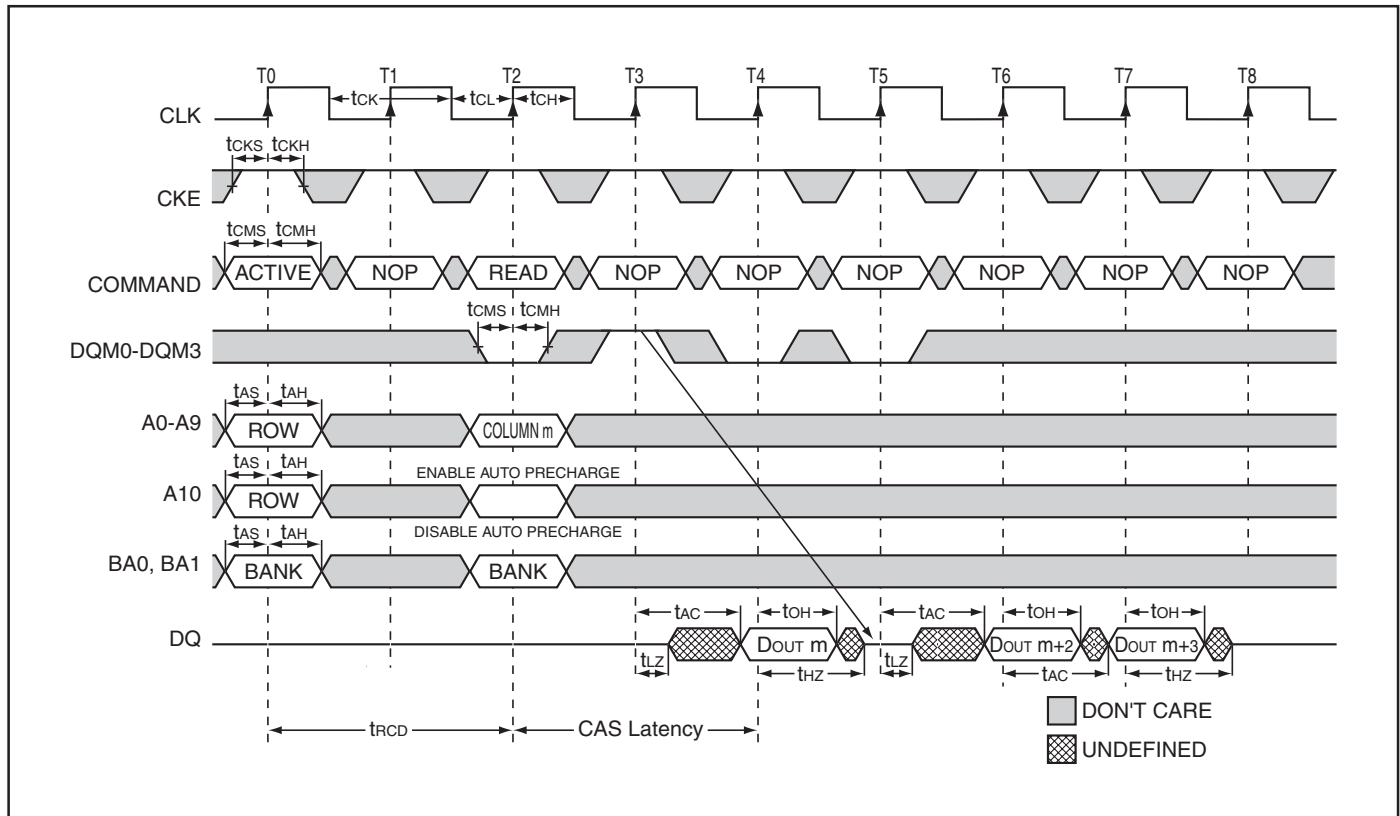 T0 T1 T2 T3 T4 T5 T6 T7 T8
CLK tCK tCL tCH
tCKS tCKH
CKE
tCMS tCMH
COMMAND ACTIVE NOP READ NOP NOP NOP NOP NOP NOP
tCMS tCMH
DQM0-DQM3
tAS tAH
A0-A9 ROW COLUMN m
tAS tAH ENABLE AUTO PRECHARGE
A10 ROW
tAS tAH DISABLE AUTO PRECHARGE
BA0, BA1 BANK BANK
tAC tOH tAC tOH tOH
DQ DOUT m DOUT m+2 DOUT m+3
tLZ tHZ tLZ tAC tHZ
tRCD CAS Latency
DON'T CARE
UNDEFINED